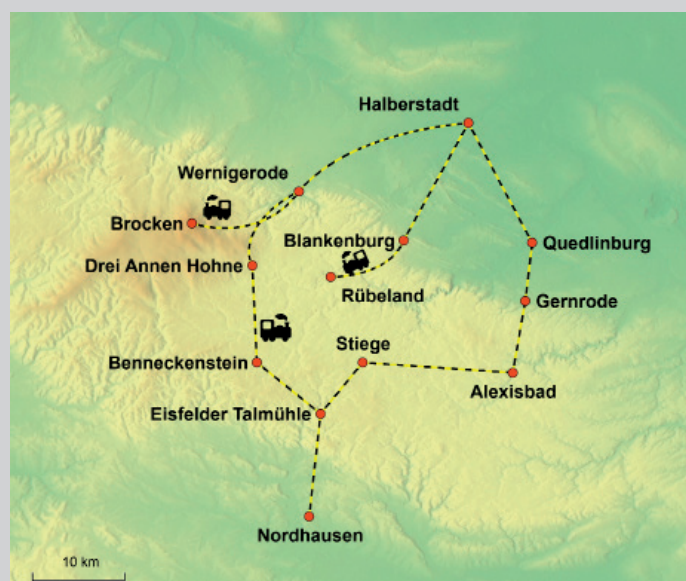 Halberstadt
Wernigerode
Brocken
Blankenburg
Quedlinburg
Drei Annen Hohne
Rübeland
Gernrode
Stiege
Benneckenstein
Alexisbad
Eisfelder Talmühle
Nordhausen
10 km